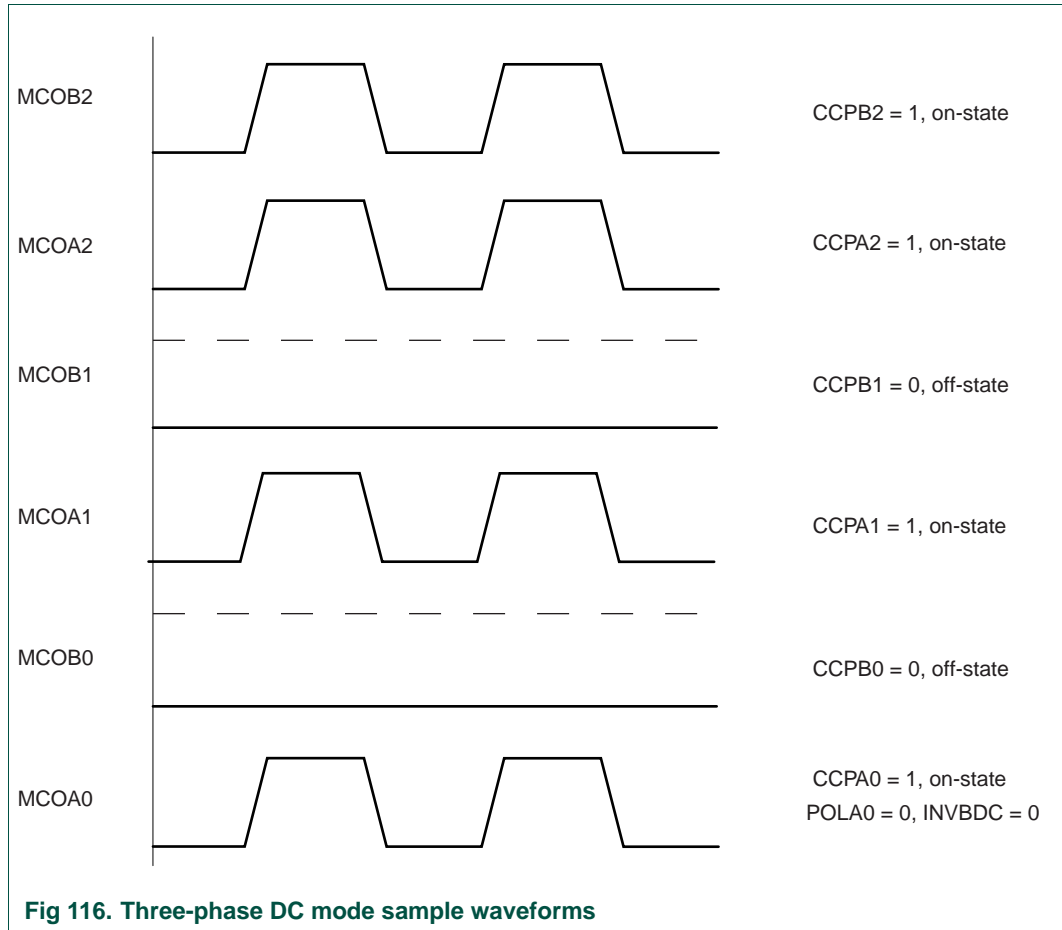 MCOB2
CCPB2 = 1, on-state
MCOA2
CCPA2 = 1, on-state
MCOB1
CCPB1 = 0, off-state
MCOA1
CCPA1 = 1, on-state
MCOB0
CCPB0 = 0, off-state
MCOA0
CCPA0 = 1, on-state
POLA0 = 0, INVBDC = 0
Fig 116. Three-phase DC mode sample waveforms